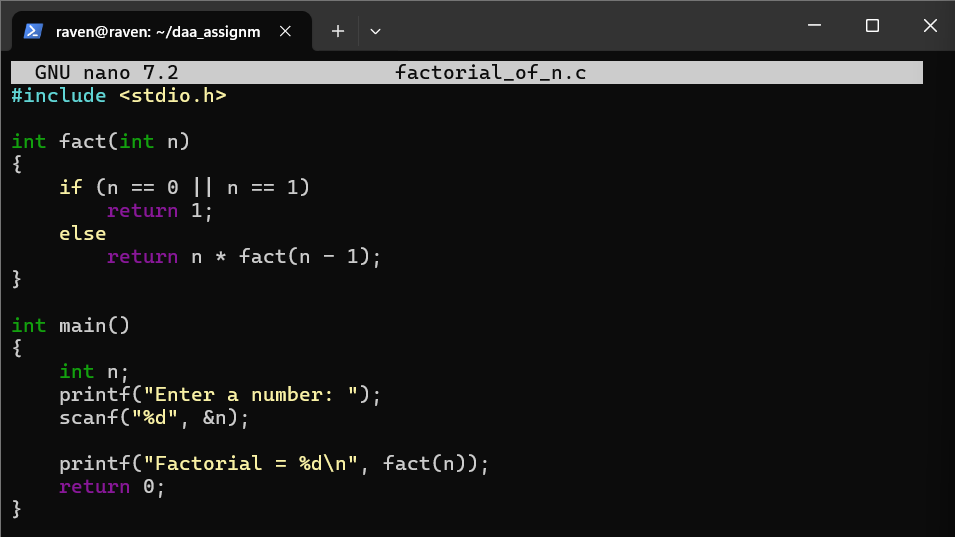 raven@raven: ~/daa_assignm
GNU nano 7.2 factorial_of_n.c
#include <stdio.h>

int fact(int n)
{
    if (n == 0 || n == 1)
        return 1;
    else
        return n * fact(n - 1);
}

int main()
{
    int n;
    printf("Enter a number: ");
    scanf("%d", &n);

    printf("Factorial = %d\n", fact(n));
    return 0;
}